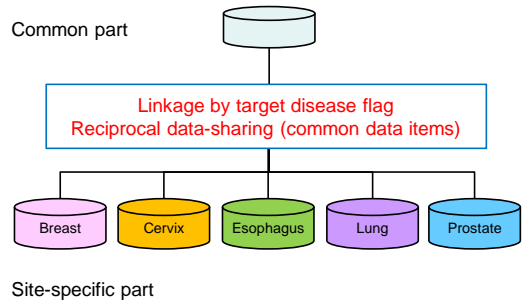 Common part
Linkage by target disease flag
Reciprocal data-sharing (common data items)
Breast
Cervix
Esophagus
Lung
Prostate
Site-specific part